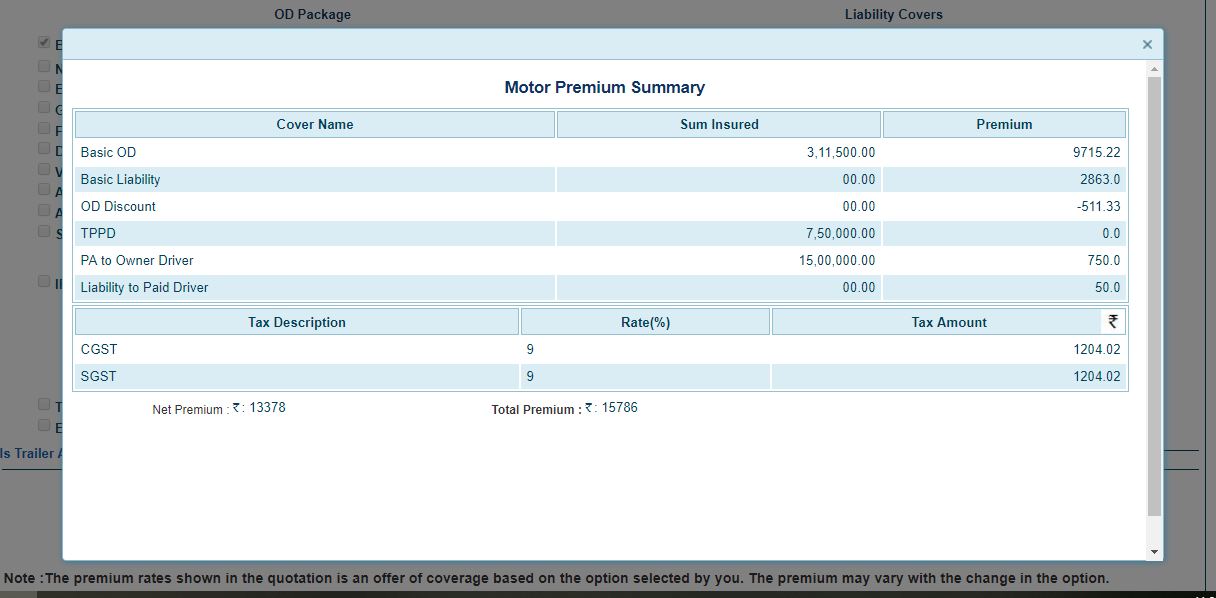 OD Package Liability Covers
Motor Premium Summary
Cover Name Sum Insured Premium
Basic OD 3,11,500.00 9715.22
Basic Liability 00.00 2863.0
OD Discount 00.00 -511.33
TPPD 7,50,000.00 0.0
PA to Owner Driver 15,00,000.00 750.0
Liability to Paid Driver 00.00 50.0
Tax Description Rate(%) Tax Amount ₹
CGST 9 1204.02
SGST 9 1204.02
Net Premium : ₹ : 13378 Total Premium : ₹ : 15786
Is Trailer
Note :The premium rates shown in the quotation is an offer of coverage based on the option selected by you. The premium may vary with the change in the option.